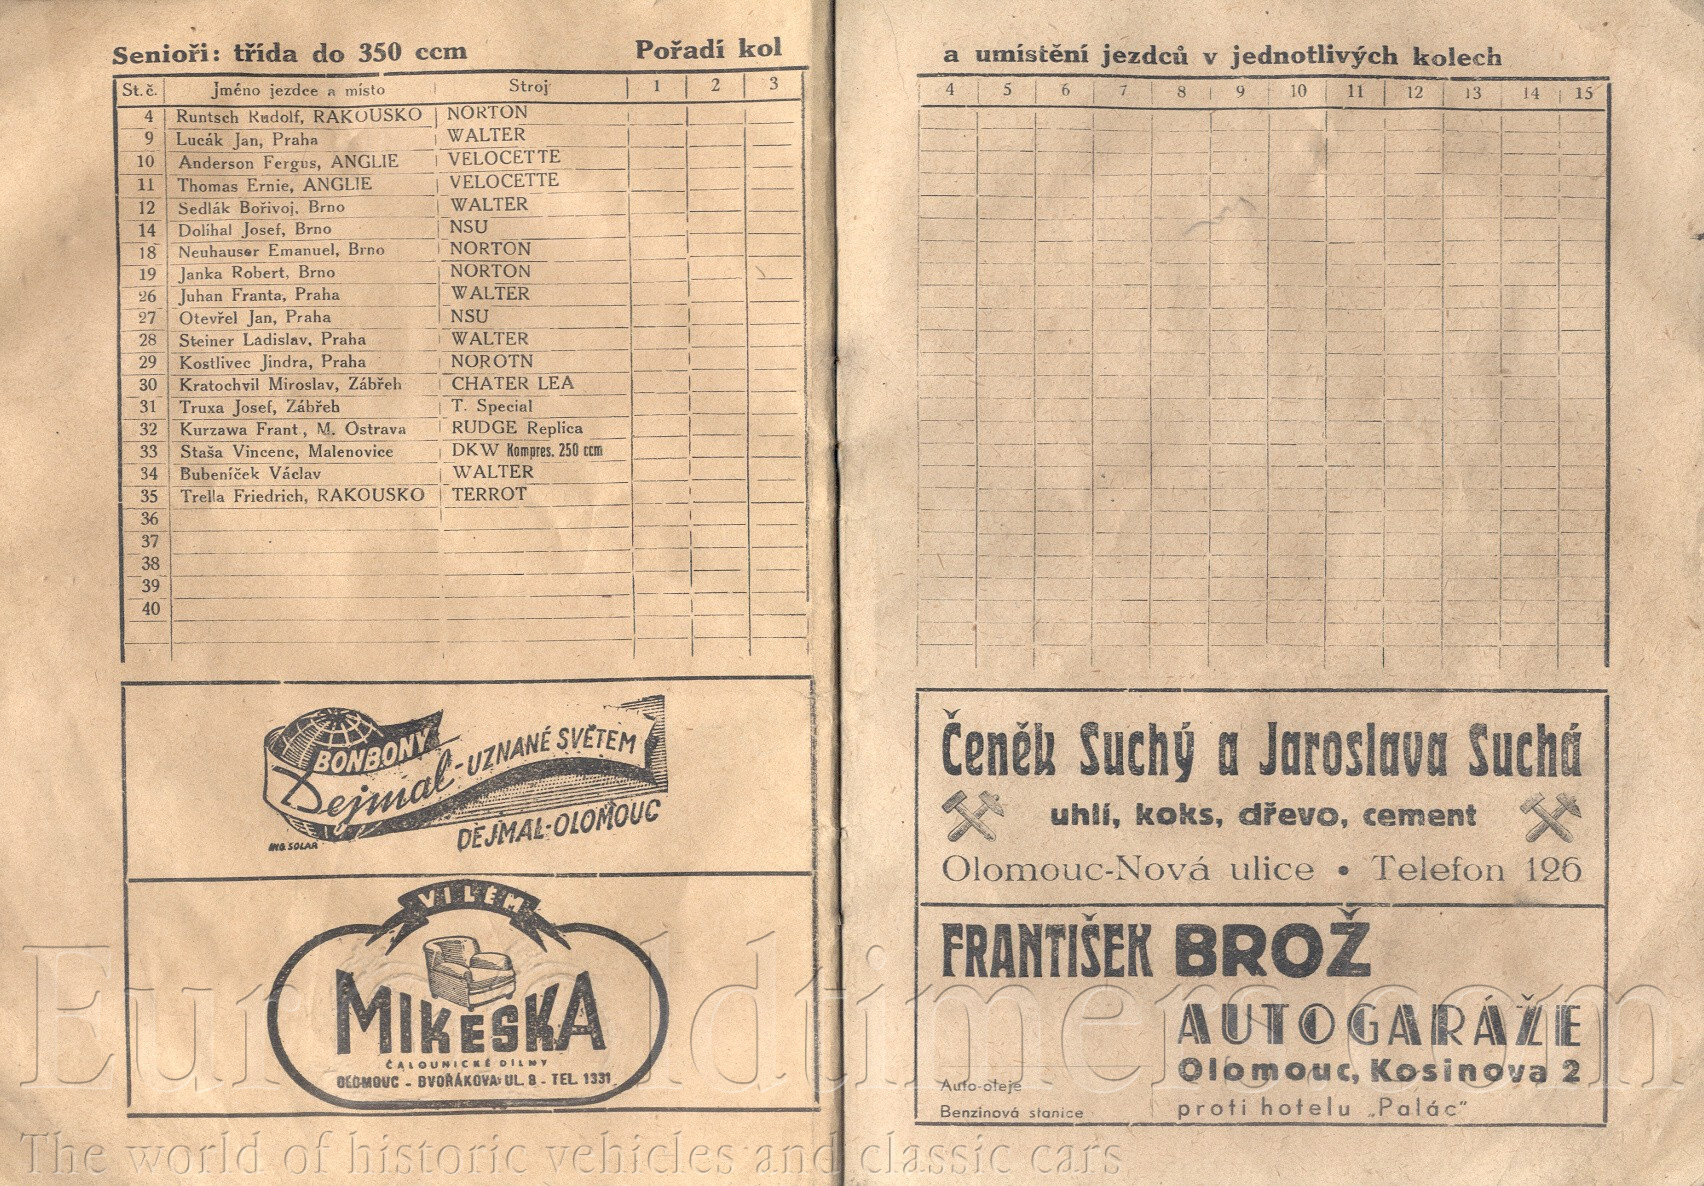 Senioři: třída do 350 ccm Pořadí kol
St. č. Jméno jezdce a místo Stroj 1 2 3
4 Runtsch Rudolf, RAKOUSKO NORTON
9 Lucák Jan, Praha WALTER
10 Anderson Fergus, ANGLIE VELOCETTE
11 Thomas Ernie, ANGLIE VELOCETTE
12 Sedlák Bořivoj, Brno WALTER
14 Dolíhal Josef, Brno NSU
18 Neuhauser Emanuel, Brno NORTON
19 Janka Robert, Brno NORTON
26 Juhan Franta, Praha WALTER
27 Otevřel Jan, Praha NSU
28 Steiner Ladislav, Praha WALTER
29 Kostlivec Jindra, Praha NOROTN
30 Kratochvil Miroslav, Zábřeh CHATER LEA
31 Truxa Josef, Zábřeh T. Special
32 Kurzawa Frant., M. Ostrava RUDGE Replica
33 Staša Vincenc, Malenovice DKW Kompres. 250 ccm
34 Bubeníček Václav WALTER
35 Trella Friedrich, RAKOUSKO TERROT
36
37
38
39
40
BONBONY
Dejmal - UZNANÉ SVĚTEM
DEJMAL-OLOMOUC
ING. SOLAR
VILÉM
MIKESKA
ČALOUNICKÉ DÍLNY
OLOMOUC - DVOŘÁKOVA UL. 8 - TEL. 1331
a umístění jezdců v jednotlivých kolech
4 5 6 7 8 9 10 11 12 13 14 15
Čeněk Suchý a Jaroslava Suchá
uhlí, koks, dřevo, cement
Olomouc-Nová ulice • Telefon 126
FRANTIŠEK BROŽ
AUTOGARÁŽE
Olomouc, Kosinova 2
Auto-oleje
Benzinová stanice
proti hotelu „Palác"
Eurooldtimers.com
The world of historic vehicles and classic cars